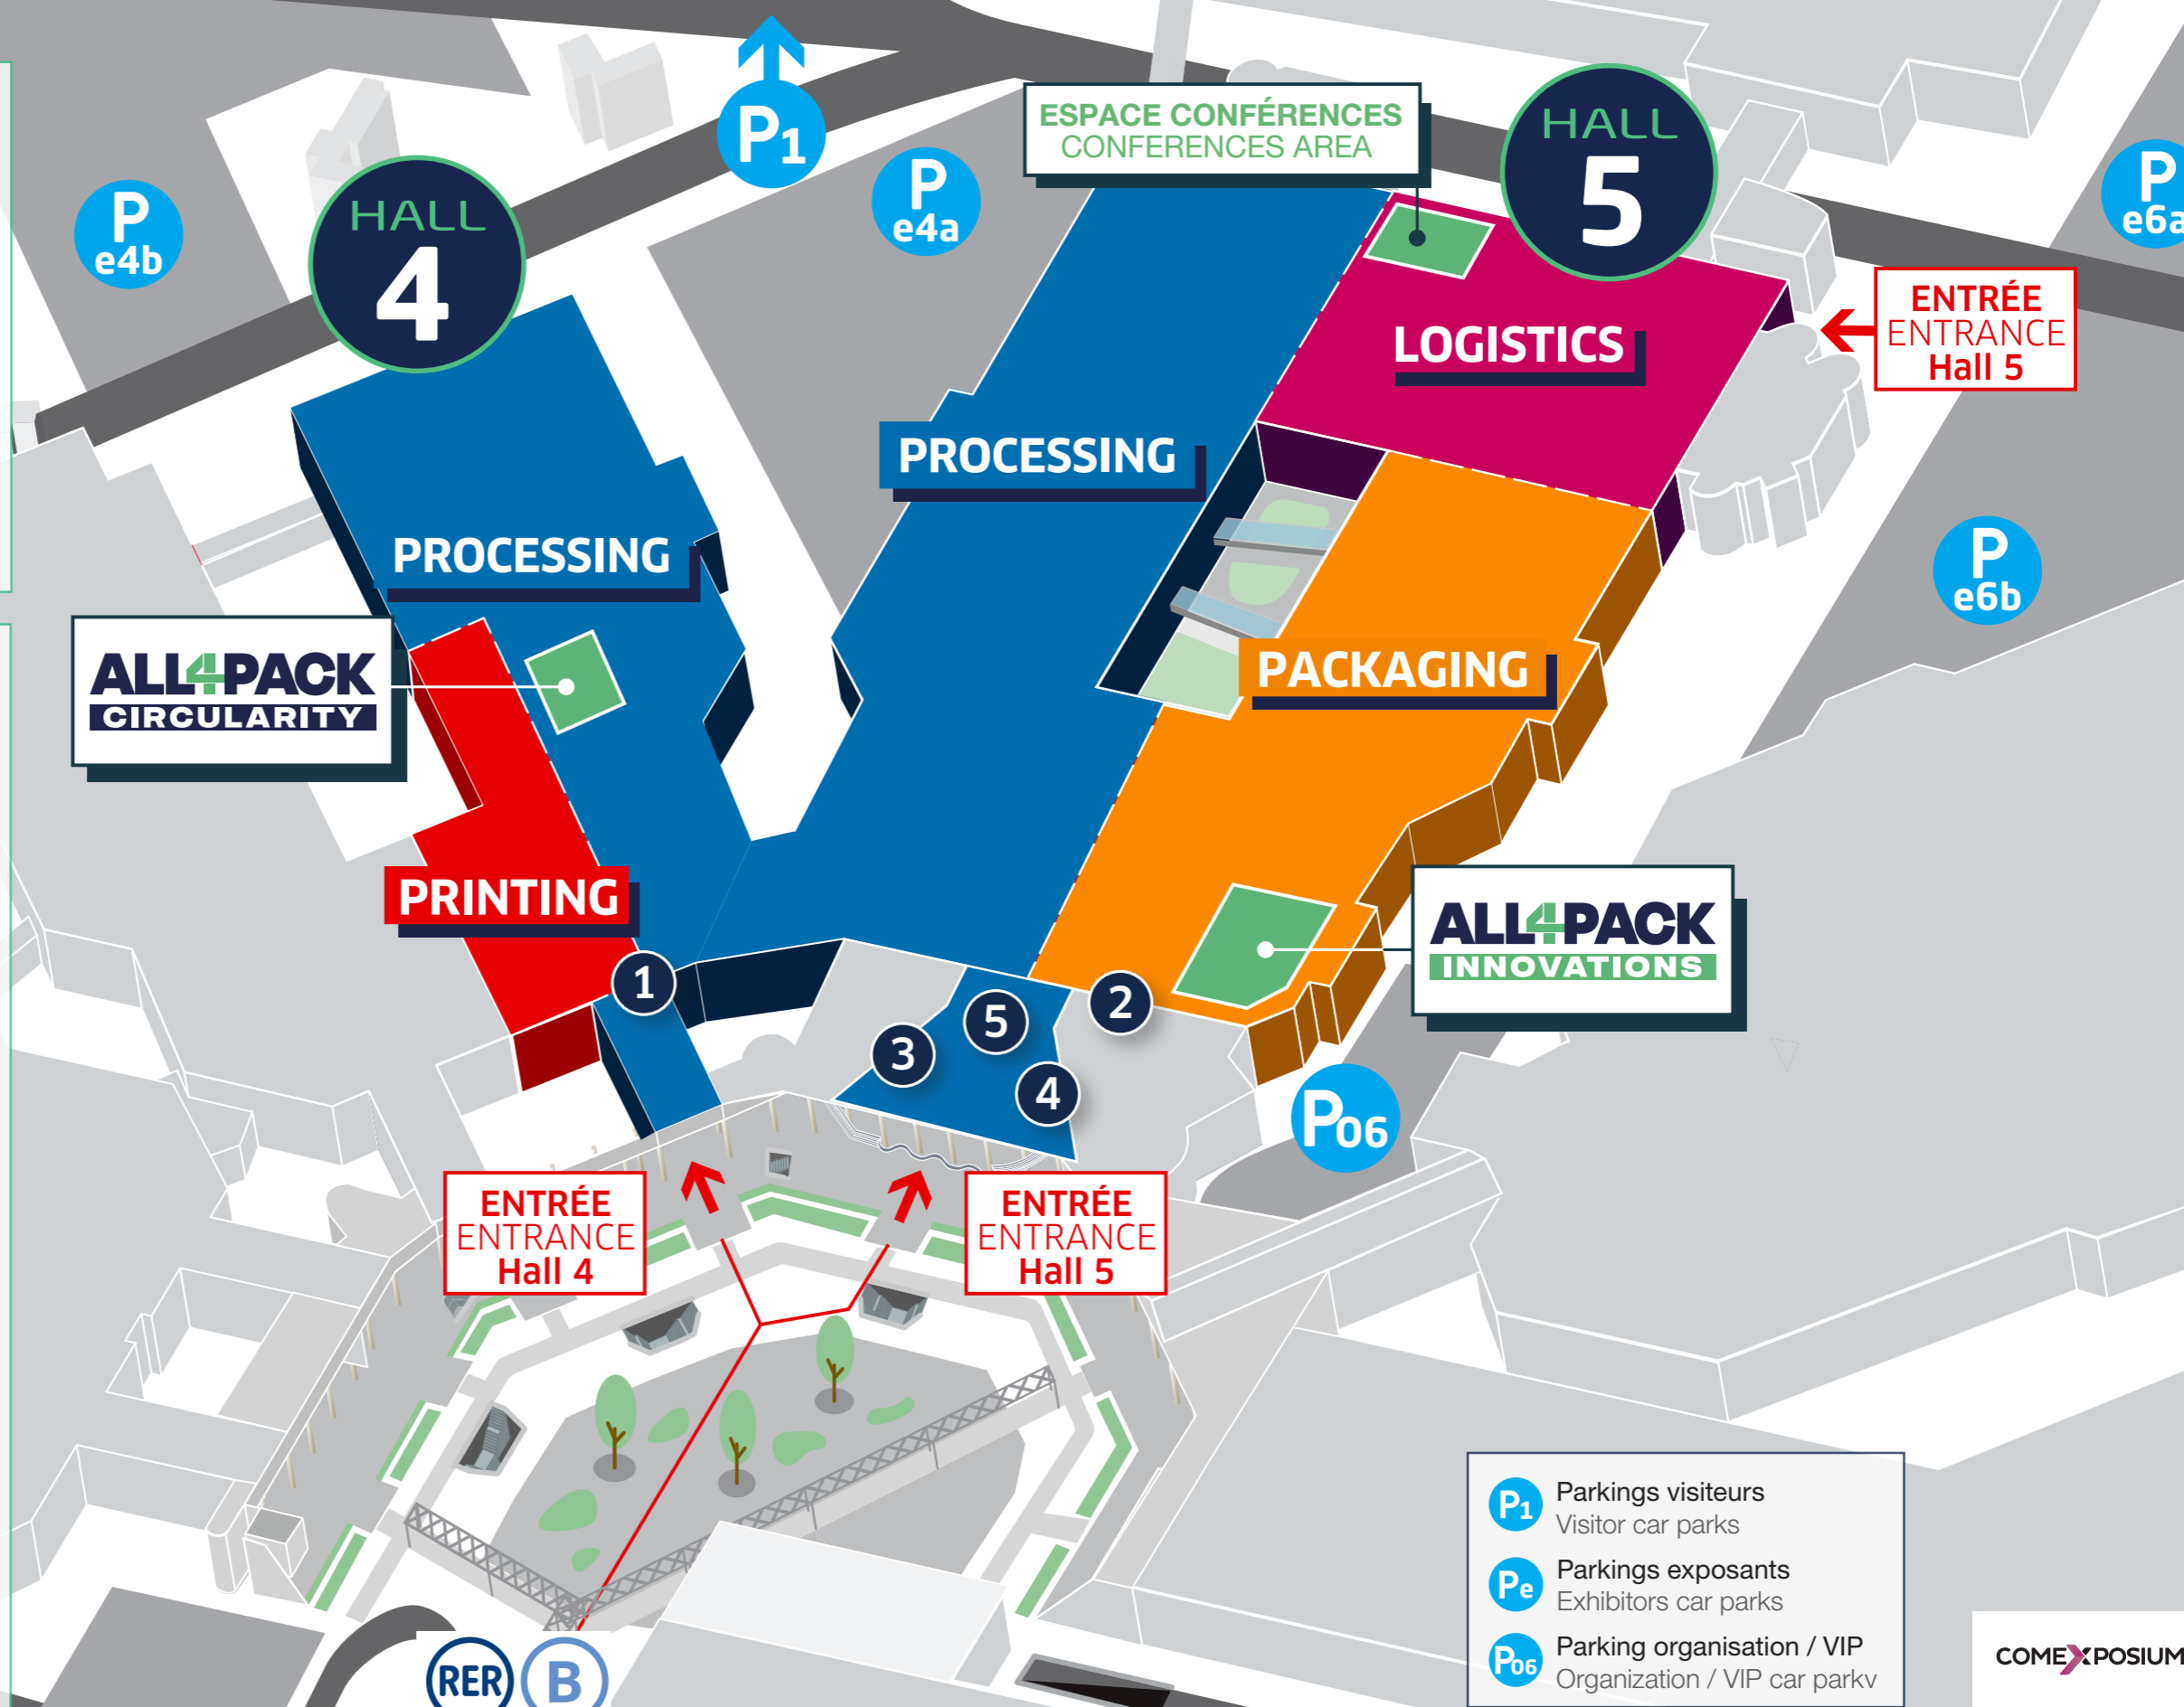 P1
ESPACE CONFÉRENCES
CONFERENCES AREA
HALL
5
HALL
4
P
e4b
P
e4a
P
e6a
ENTRÉE
ENTRANCE
Hall 5
LOGISTICS
PROCESSING
PROCESSING
P
e6b
ALL4PACK
CIRCULARITY
PACKAGING
PRINTING
ALL4PACK
INNOVATIONS
1
2
5
3
4
P06
ENTRÉE
ENTRANCE
Hall 4
ENTRÉE
ENTRANCE
Hall 5
P1
Parkings visiteurs
Visitor car parks
Pe
Parkings exposants
Exhibitors car parks
P06
Parking organisation / VIP
Organization / VIP car parkv
RER B
COMEXPOSIUM